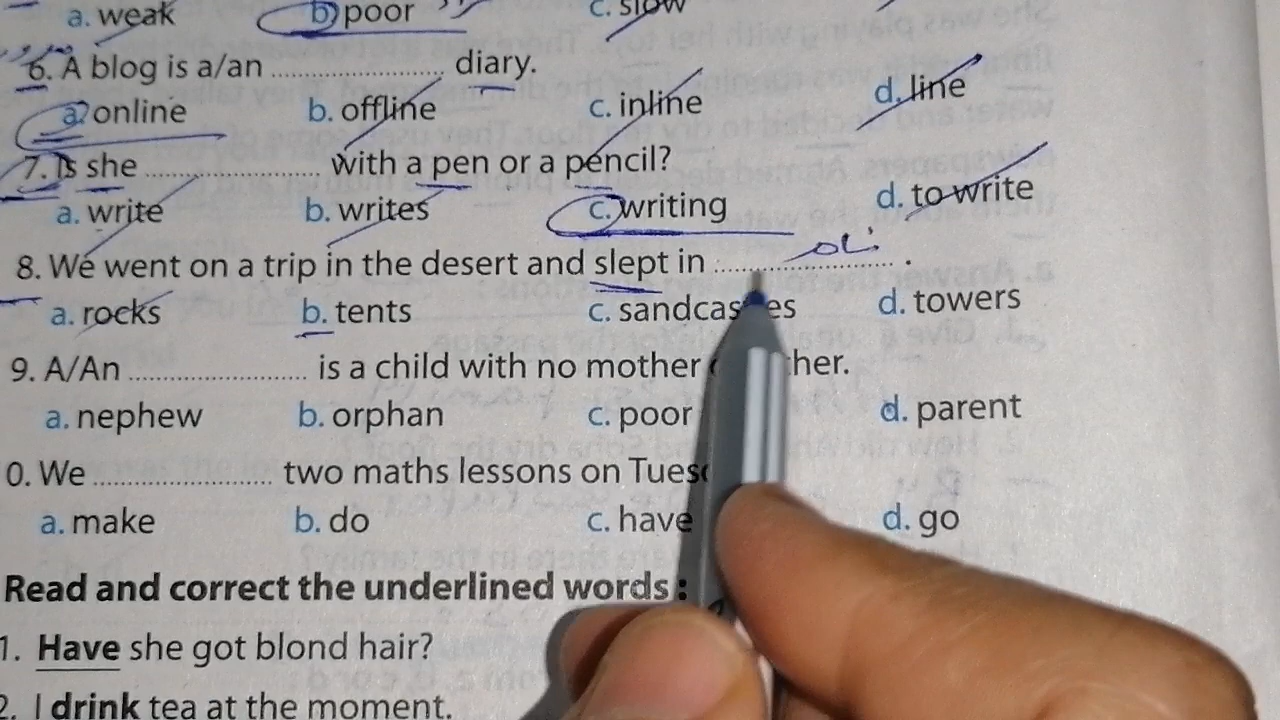 a. weak b. poor c. slow
6. A blog is a/an ........................ diary.
a. online b. offline c. inline d. line
7. Is she ........................ with a pen or a pencil?
a. write b. writes c. writing d. to write
8. We went on a trip in the desert and slept in ........................ .
a. rocks b. tents c. sandcastles d. towers
9. A/An ........................ is a child with no mother
a. nephew b. orphan c. poor d. parent
0. We ........................ two maths lessons on
a. make b. do c. have d. go
Read and correct the underlined words :
1. Have she got blond hair?
2. I drink tea at the moment.